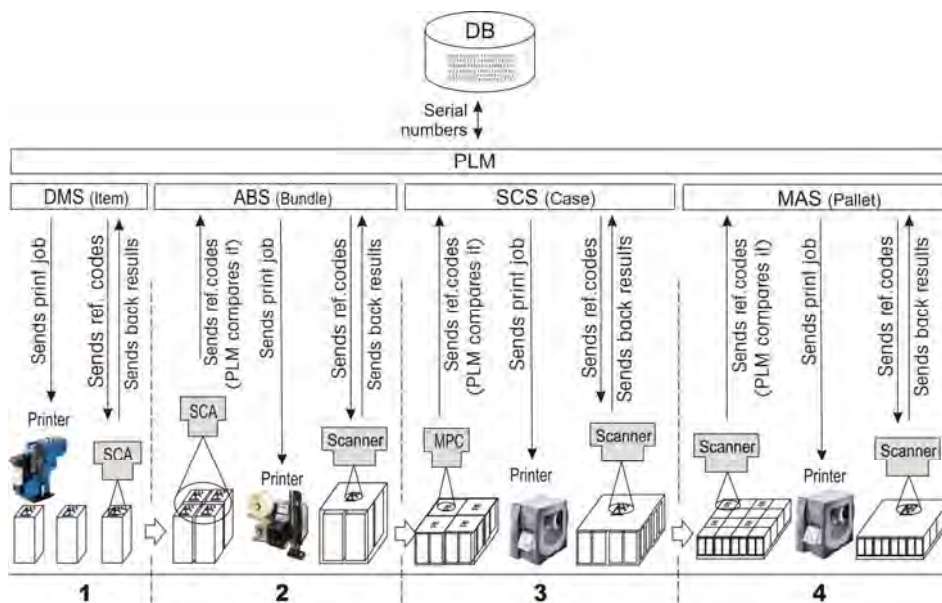 DB
Serial
numbers
PLM
DMS (Item)
ABS (Bundle)
SCS (Case)
MAS (Pallet)
Sends print job
Sends ref. codes
Sends back results
Sends ref.codes
(PLM compares it)
Sends print job
Sends ref.codes
Sends back results
Sends ref.codes
(PLM compares it)
Sends print job
Sends ref.codes
Sends back results
Sends ref.codes
(PLM compares it)
Sends print job
Sends ref.codes
Sends back results
Printer
SCA
SCA
Printer
Scanner
MPC
Printer
Scanner
Scanner
Printer
Scanner
1
2
3
4